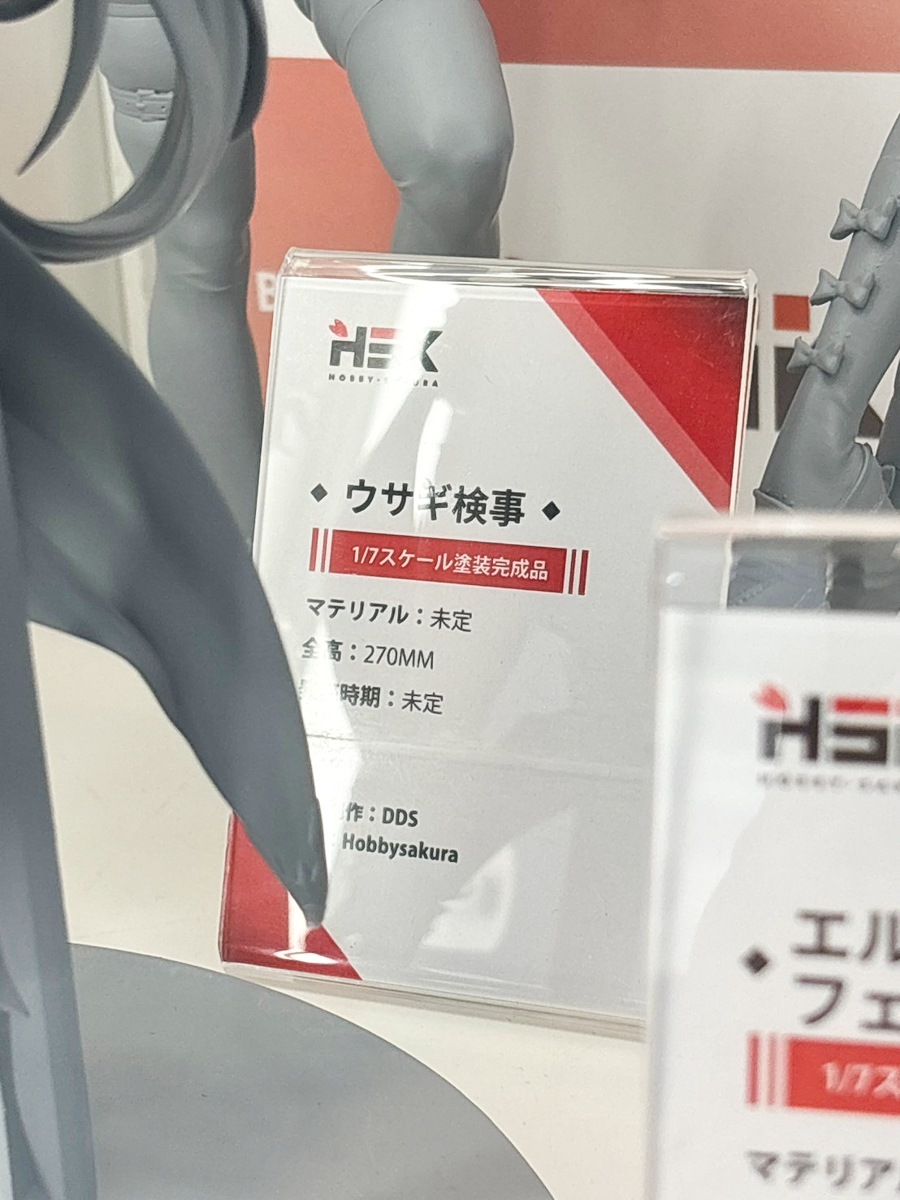 HSK
HOBBY SAKURA
◆ ウサギ検事 ◆
1/7スケール塗装完成品
マテリアル：未定
全高：270MM
時期：未定
作：DDS
Hobbysakura
エル
フェ
1/7ス
マテリア